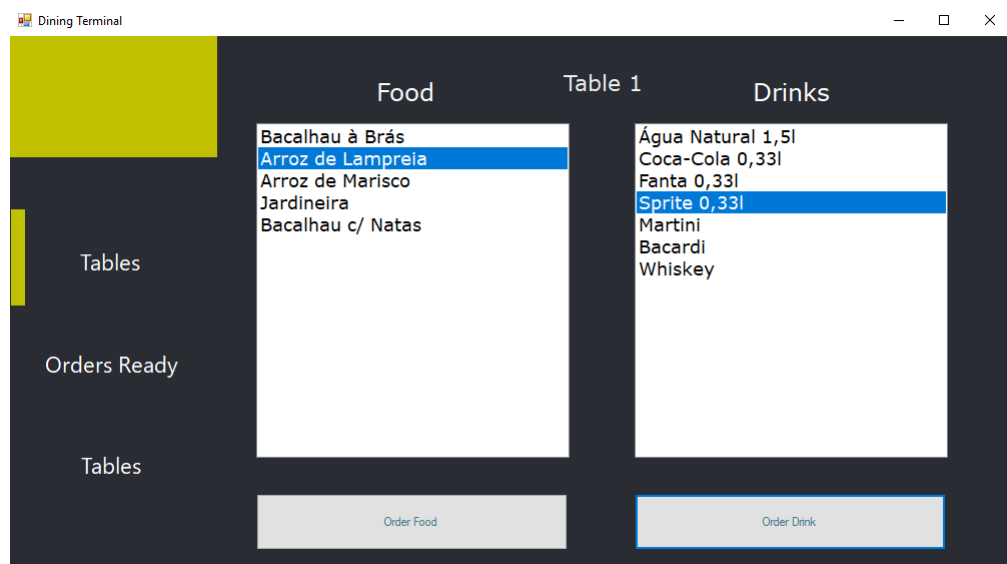 Dining Terminal
Tables
Orders Ready
Tables
Table 1
Food
Bacalhau à Brás
Arroz de Lampreia
Arroz de Marisco
Jardineira
Bacalhau c/ Natas
Order Food
Drinks
Água Natural 1,5l
Coca-Cola 0,33l
Fanta 0,33l
Sprite 0,33l
Martini
Bacardi
Whiskey
Order Drink